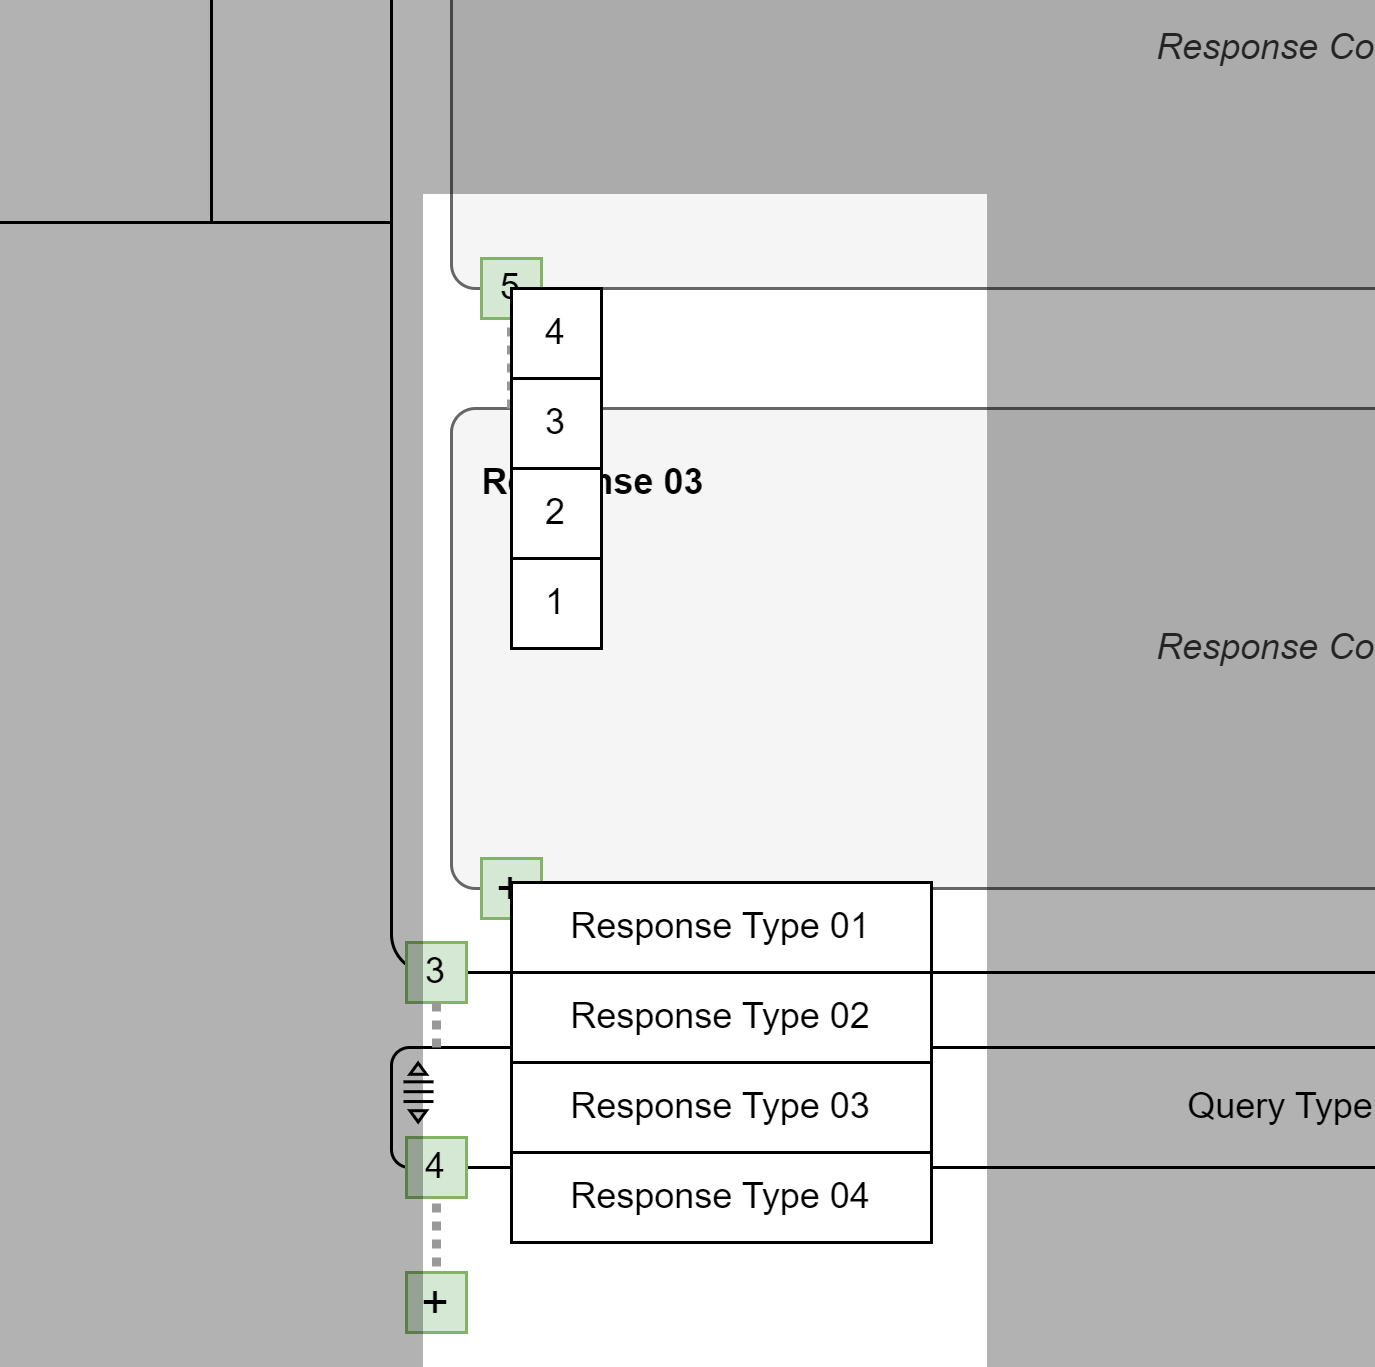 Response Co
5
4
3
Re nse 03
2
1
Response Co
+
Response Type 01
3
Response Type 02
Response Type 03
Query Type
4
Response Type 04
+